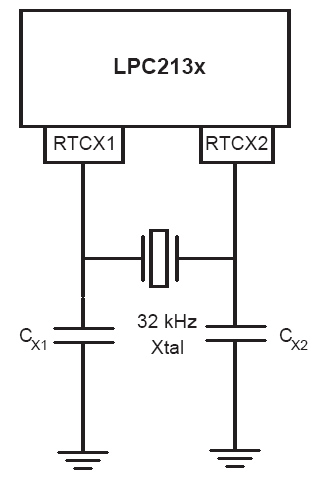 LPC213x
RTCX1 RTCX2
32 kHz
Xtal
CX1 CX2